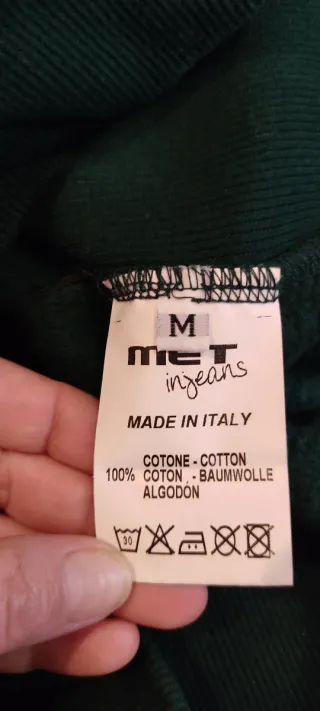 M
MET
injeans
MADE IN ITALY
COTONE - COTTON
100% COTON . - BAUMWOLLE
ALGODÓN
30